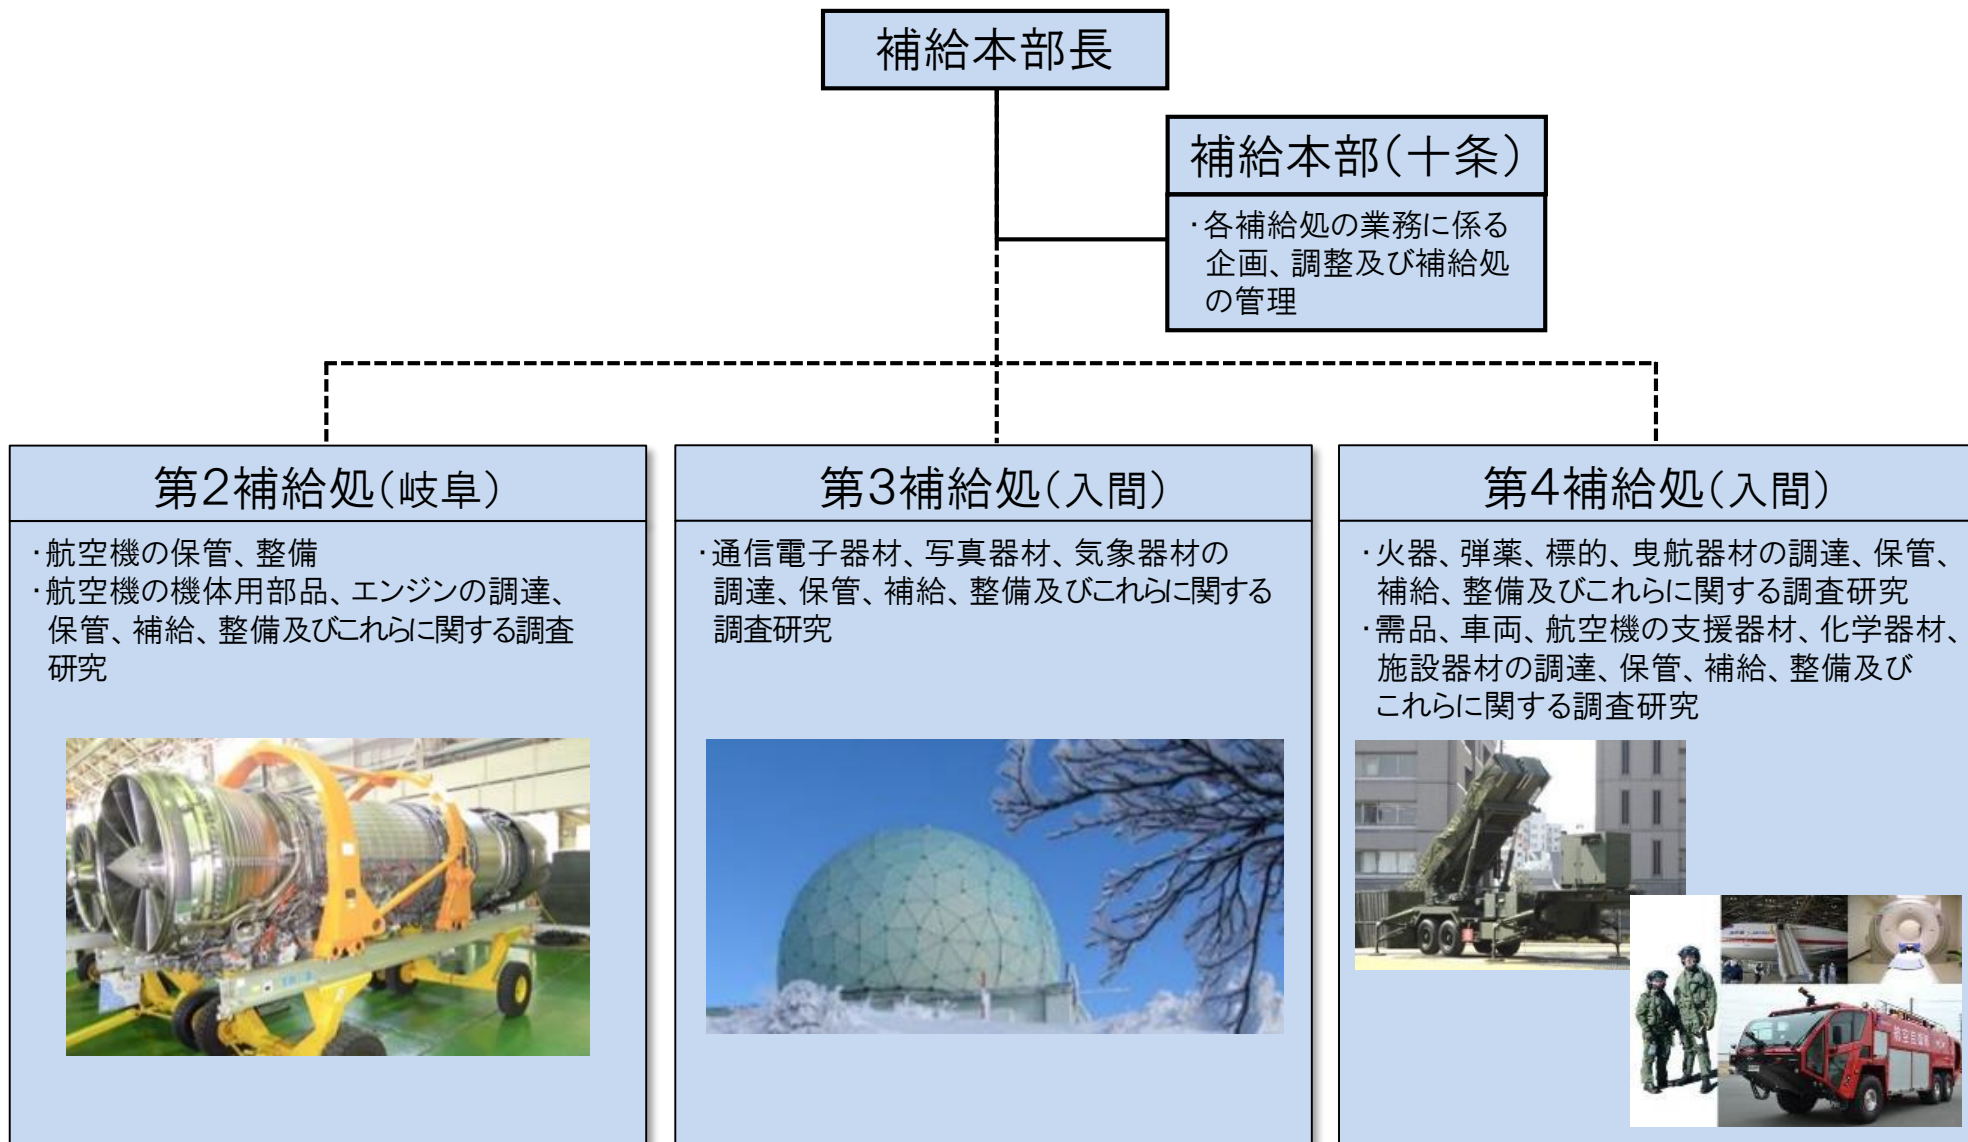 補給本部長
補給本部(十条)
・各補給処の業務に係る
企画、調整及び補給処
の管理
第2補給処(岐阜)
・航空機の保管、整備
・航空機の機体用部品、エンジンの調達、
保管、補給、整備及びこれらに関する調査
研究
第3補給処(入間)
・通信電子器材、写真器材、気象器材の
調達、保管、補給、整備及びこれらに関する
調査研究
第4補給処(入間)
・火器、弾薬、標的、曳航器材の調達、保管、
補給、整備及びこれらに関する調査研究
・需品、車両、航空機の支援器材、化学器材、
施設器材の調達、保管、補給、整備及び
これらに関する調査研究